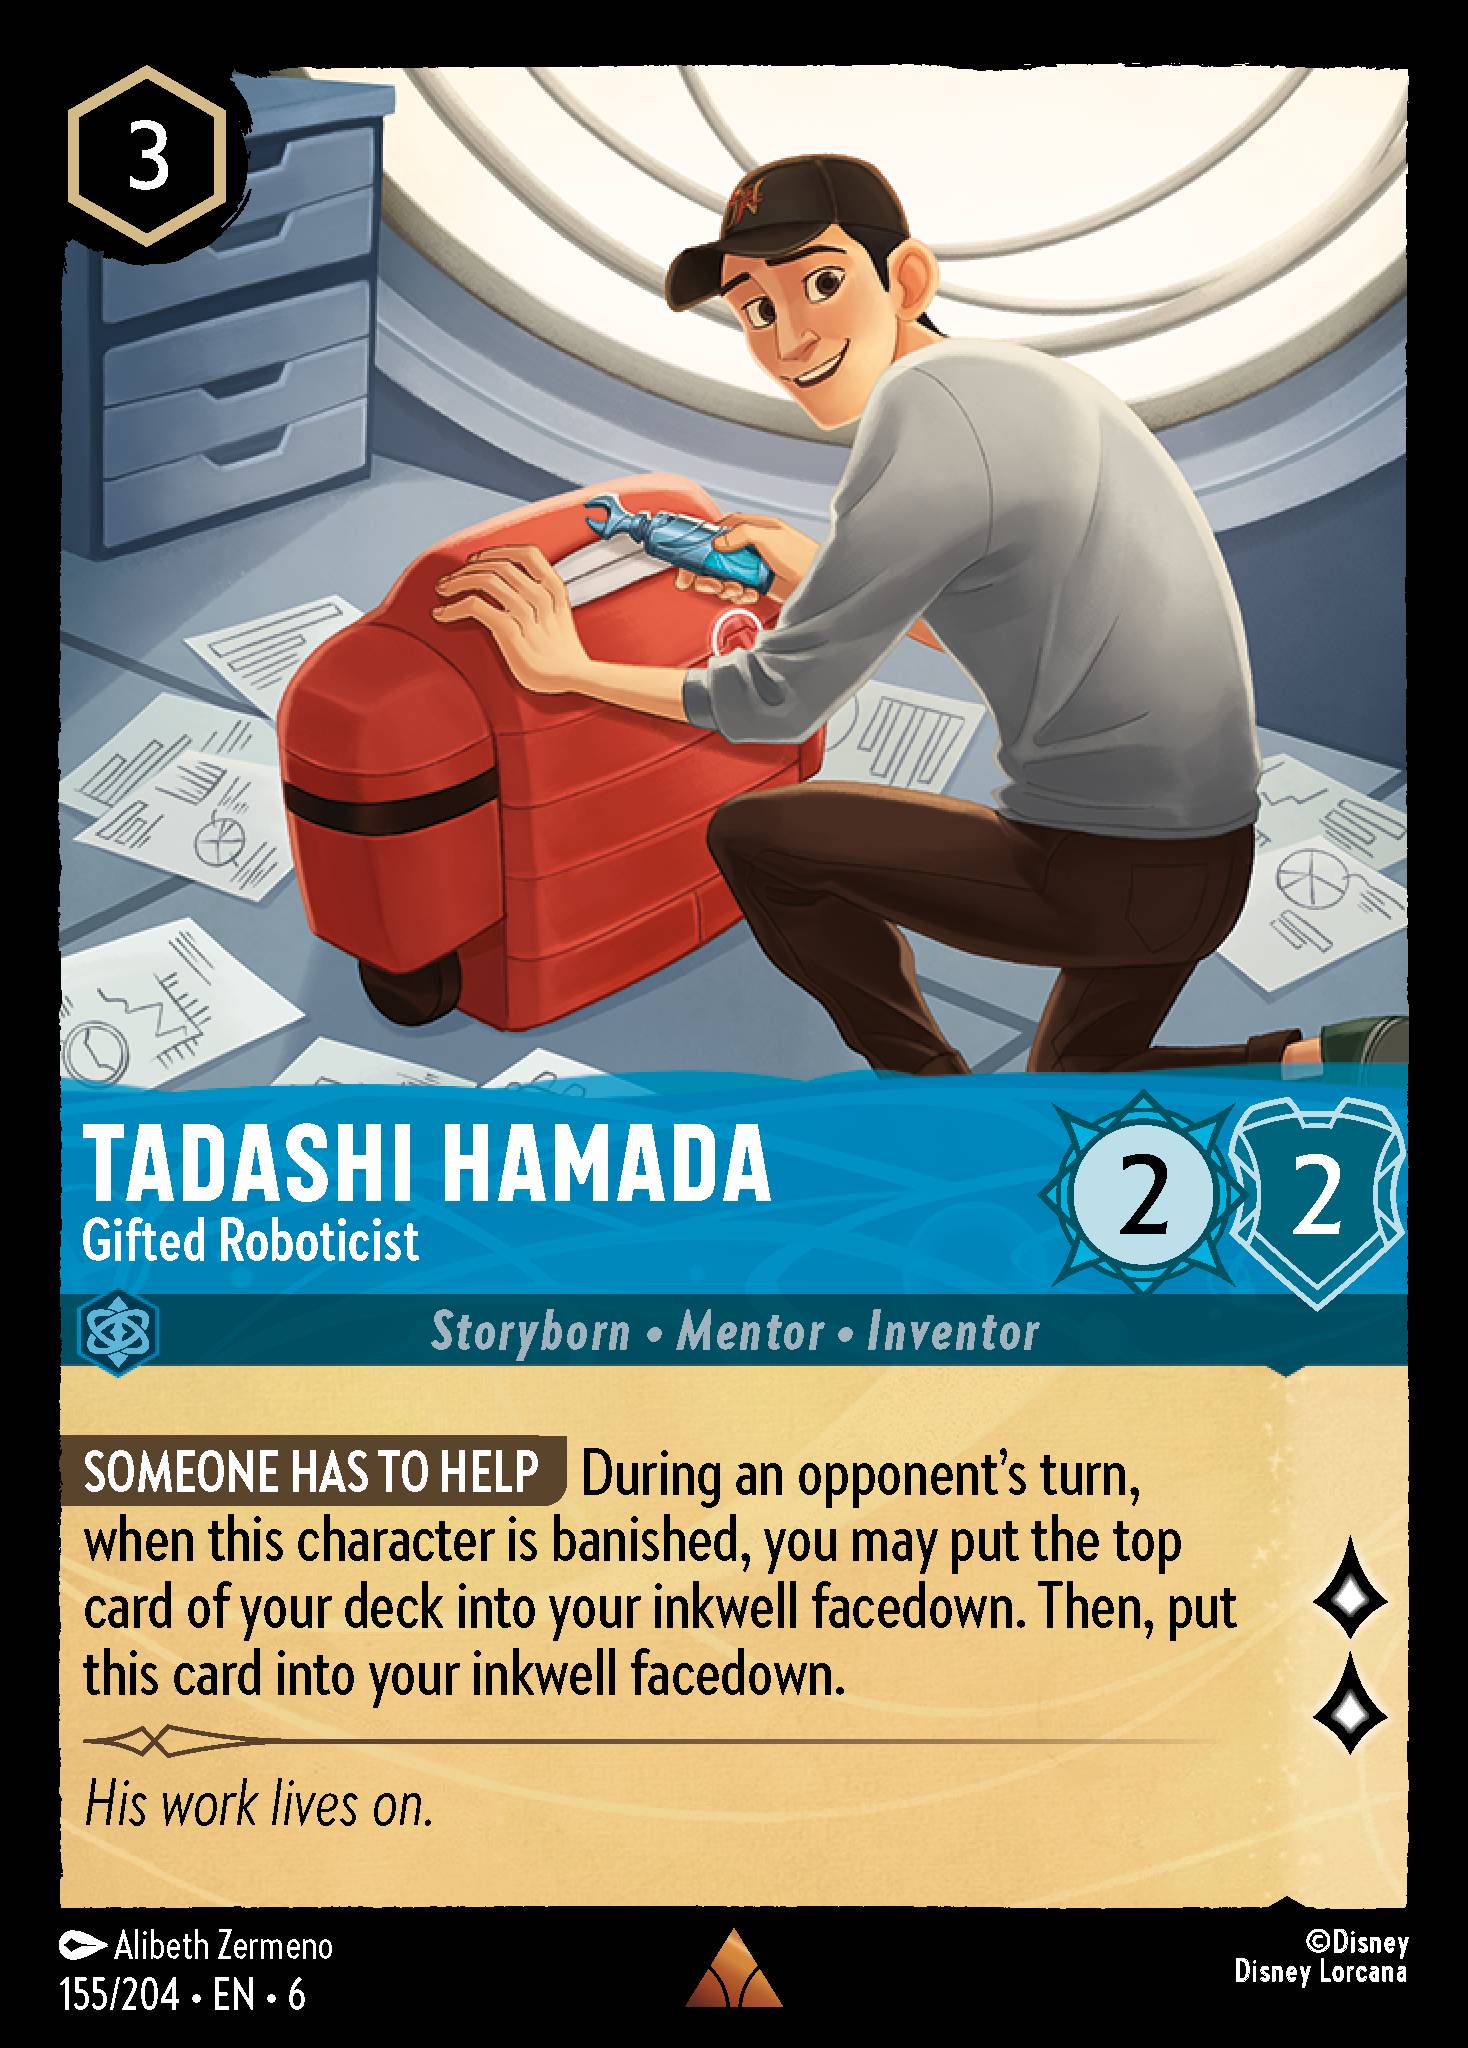 3
TADASHI HAMADA
Gifted Roboticist
2
2
Storyborn • Mentor • Inventor
SOMEONE HAS TO HELP During an opponent's turn,
when this character is banished, you may put the top
card of your deck into your inkwell facedown. Then, put
this card into your inkwell facedown.
His work lives on.
Alibeth Zermeno
155/204 • EN • 6
©Disney
Disney Lorcana